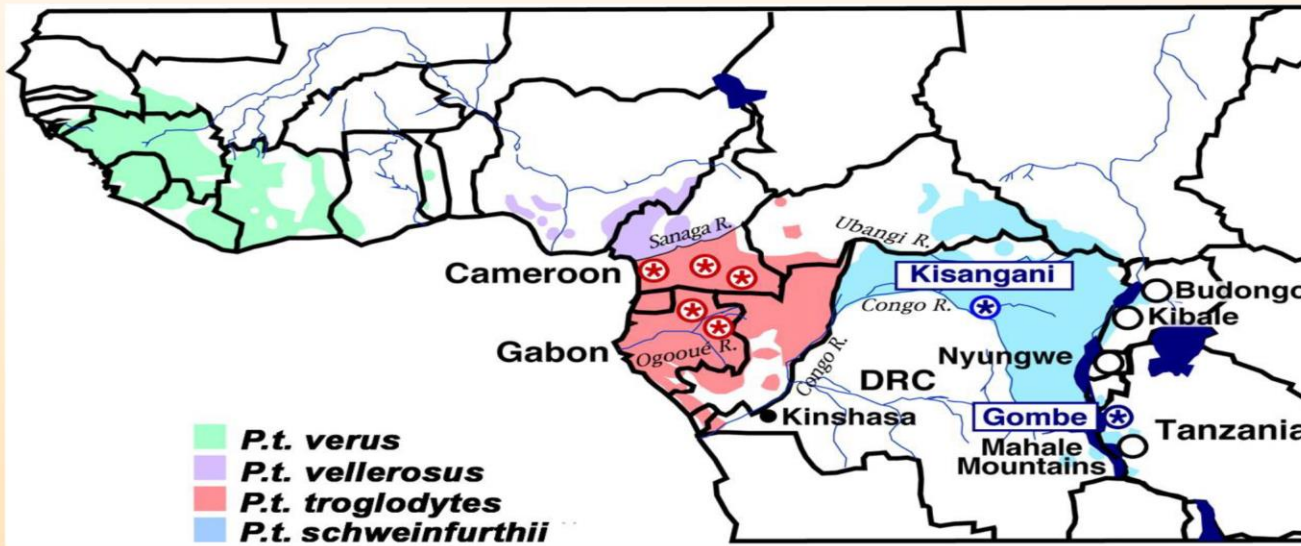 Sanaga R.
Ubangi R.
Cameroon
Kisangani
Budongo
Congo R.
Kibale
Gabon
Ogooué R.
Congo R.
Nyungwe
DRC
Kinshasa
Gombe
Tanzania
Mahale
Mountains
P.t. verus
P.t. vellerosus
P.t. troglodytes
P.t. schweinfurthii